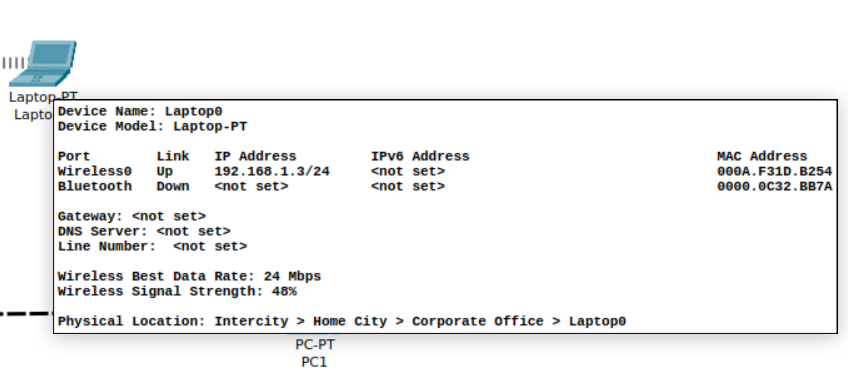 Laptop-PT
Lapto
Device Name: Laptop0
Device Model: Laptop-PT
Port Link IP Address IPv6 Address MAC Address
Wireless0 Up 192.168.1.3/24 <not set> 000A.F31D.B254
Bluetooth Down <not set> <not set> 0000.0C32.BB7A
Gateway: <not set>
DNS Server: <not set>
Line Number: <not set>
Wireless Best Data Rate: 24 Mbps
Wireless Signal Strength: 48%
Physical Location: Intercity > Home City > Corporate Office > Laptop0
PC-PT
PC1